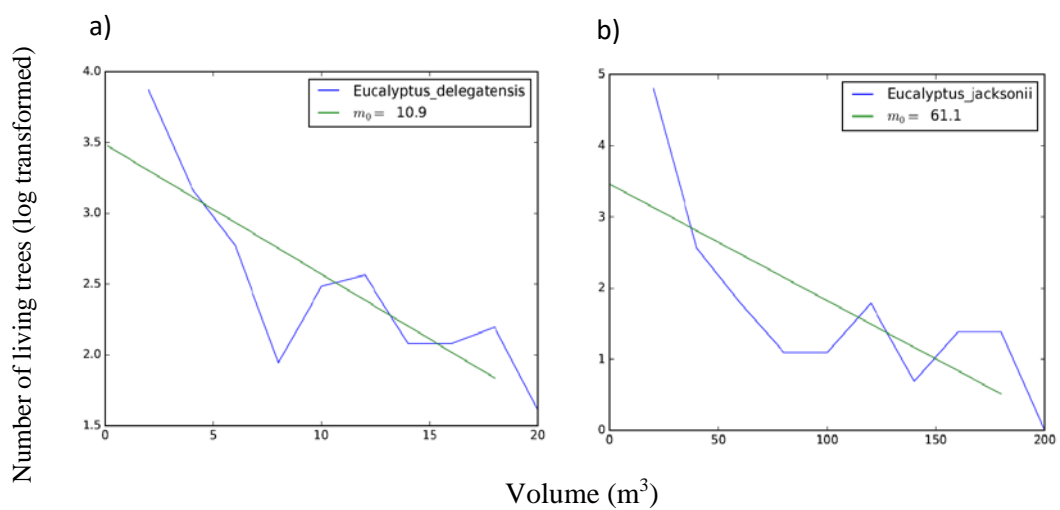 a)
b)
Number of living trees (log transformed)
4.0
3.5
3.0
2.5
2.0
1.5
0
5
10
15
20
Eucalyptus_delegatensis
m₀ = 10.9
5
4
3
2
1
0
0
50
100
150
200
Eucalyptus_jacksonii
m₀ = 61.1
Volume (m³)